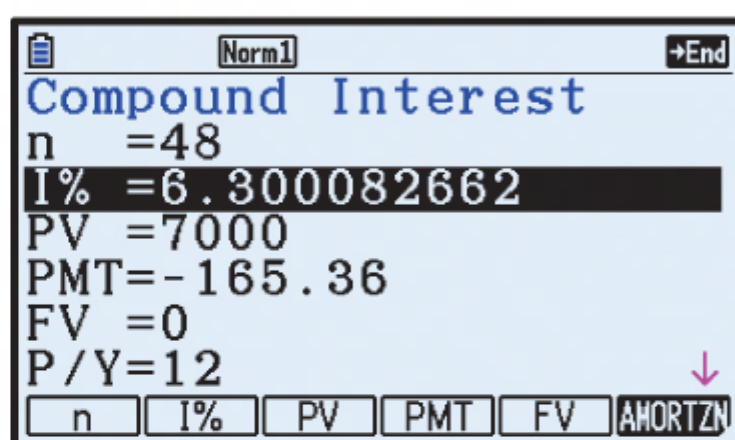 Norm1 →End
Compound Interest
n =48
I% =6.300082662
PV =7000
PMT=-165.36
FV =0
P/Y=12 ↓
n I% PV PMT FV AMORTZN